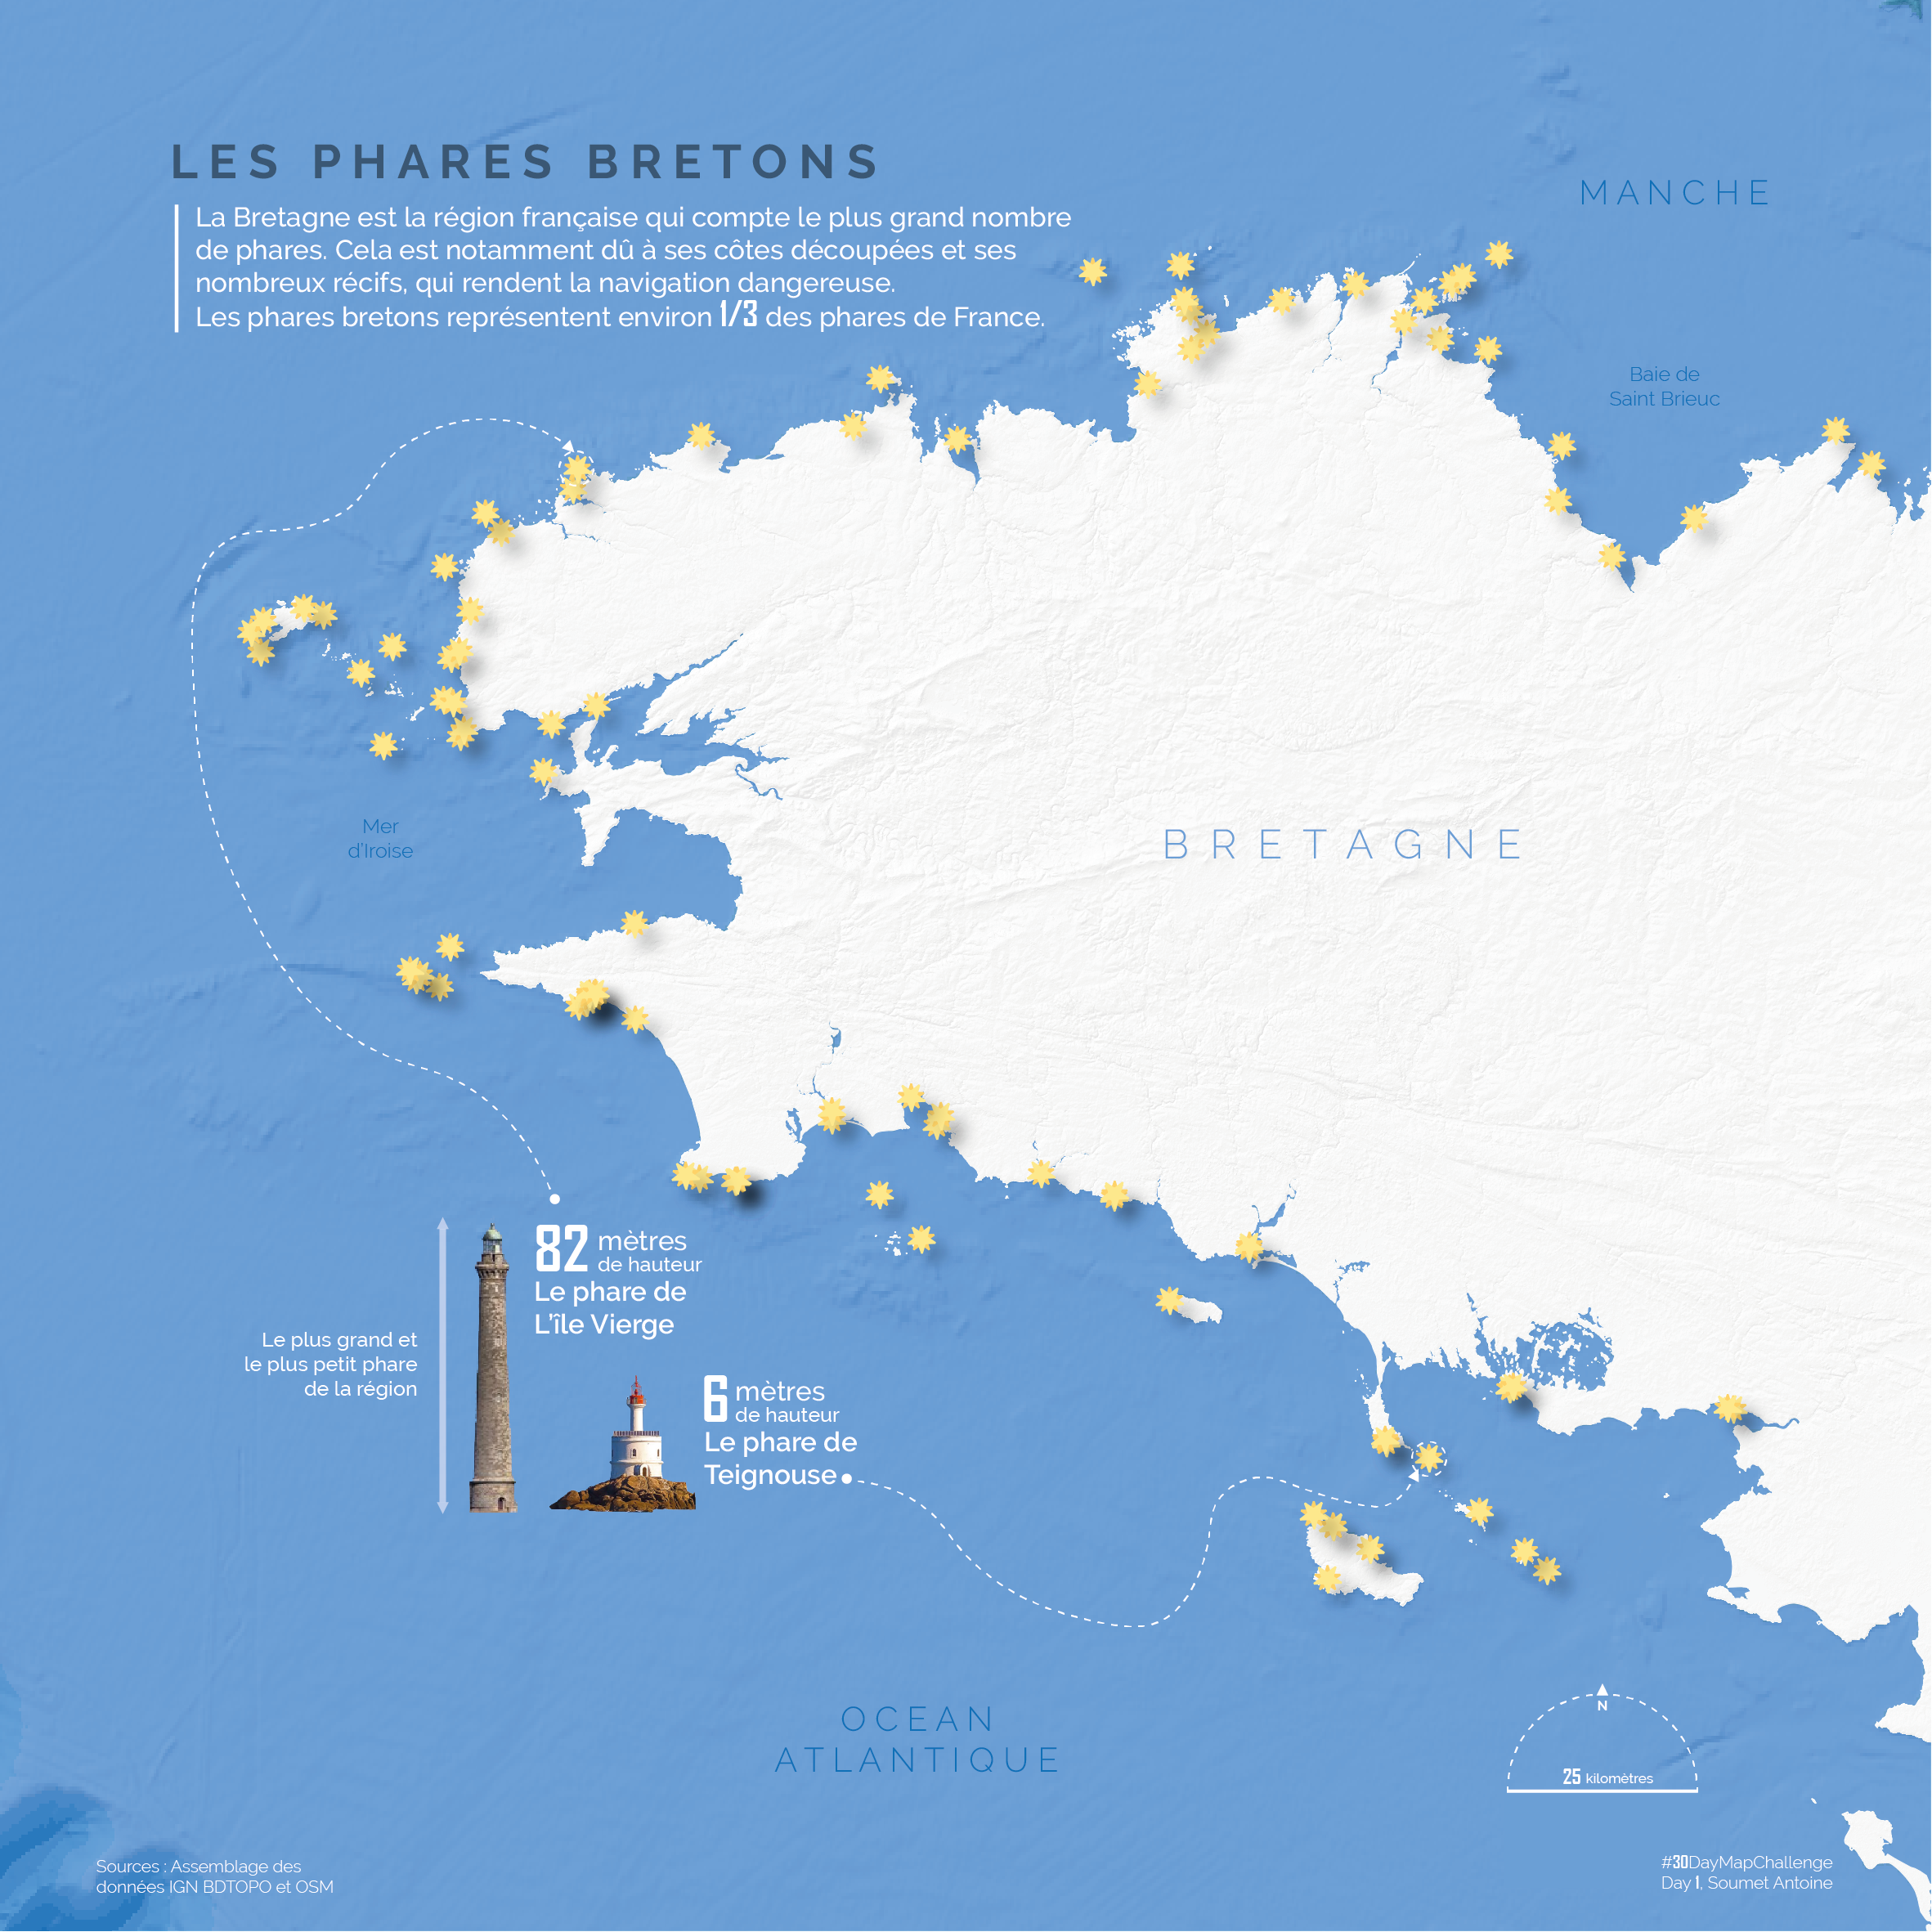 LES PHARES BRETONS
La Bretagne est la région française qui compte le plus grand nombre
de phares. Cela est notamment dû à ses côtes découpées et ses
nombreux récifs, qui rendent la navigation dangereuse.
Les phares bretons représentent environ 1/3 des phares de France.
MANCHE
Baie de
Saint Brieuc
Mer
d'Iroise
BRETAGNE
82 mètres
de hauteur
Le phare de
L'île Vierge
Le plus grand et
le plus petit phare
de la région
6 mètres
de hauteur
Le phare de
Teignouse
OCEAN
ATLANTIQUE
N
25 kilomètres
Sources : Assemblage des
données IGN BDTOPO et OSM
#30DayMapChallenge
Day 1, Soumet Antoine